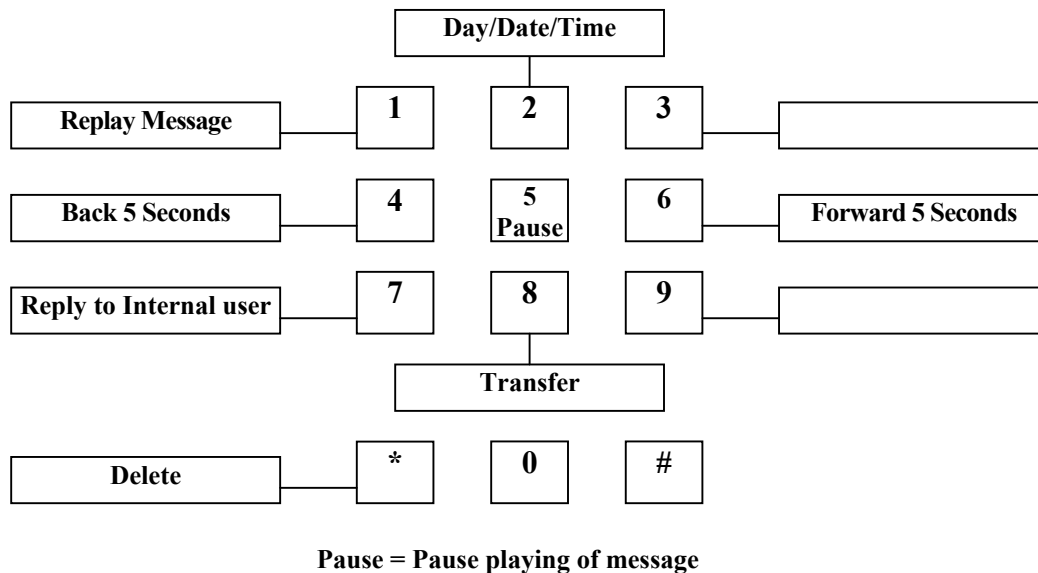 Day/Date/Time
Replay Message 1 2 3
Back 5 Seconds 4 5 6 Forward 5 Seconds
Pause
Reply to Internal user 7 8 9
Transfer
Delete * 0 #
Pause = Pause playing of message